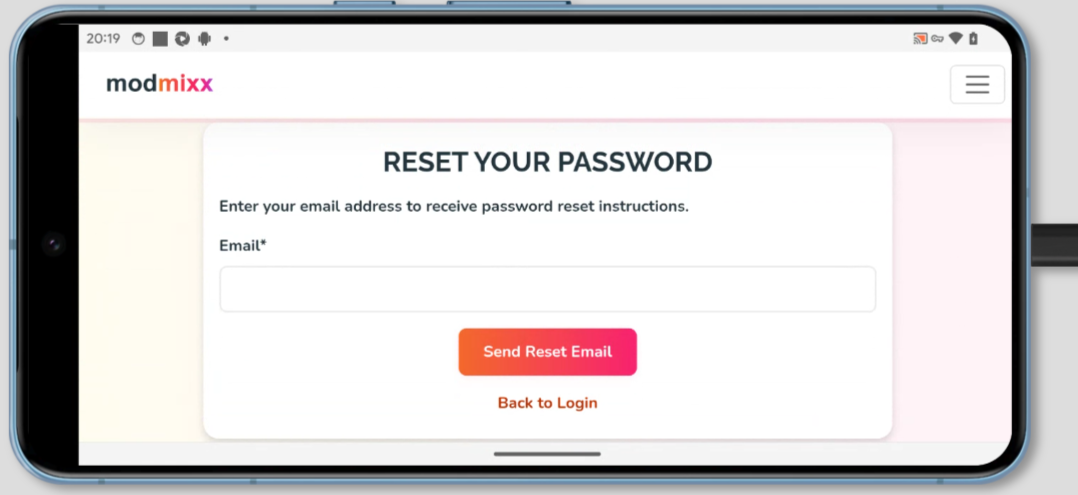 20:19
modmixx
RESET YOUR PASSWORD
Enter your email address to receive password reset instructions.
Email*
Send Reset Email
Back to Login